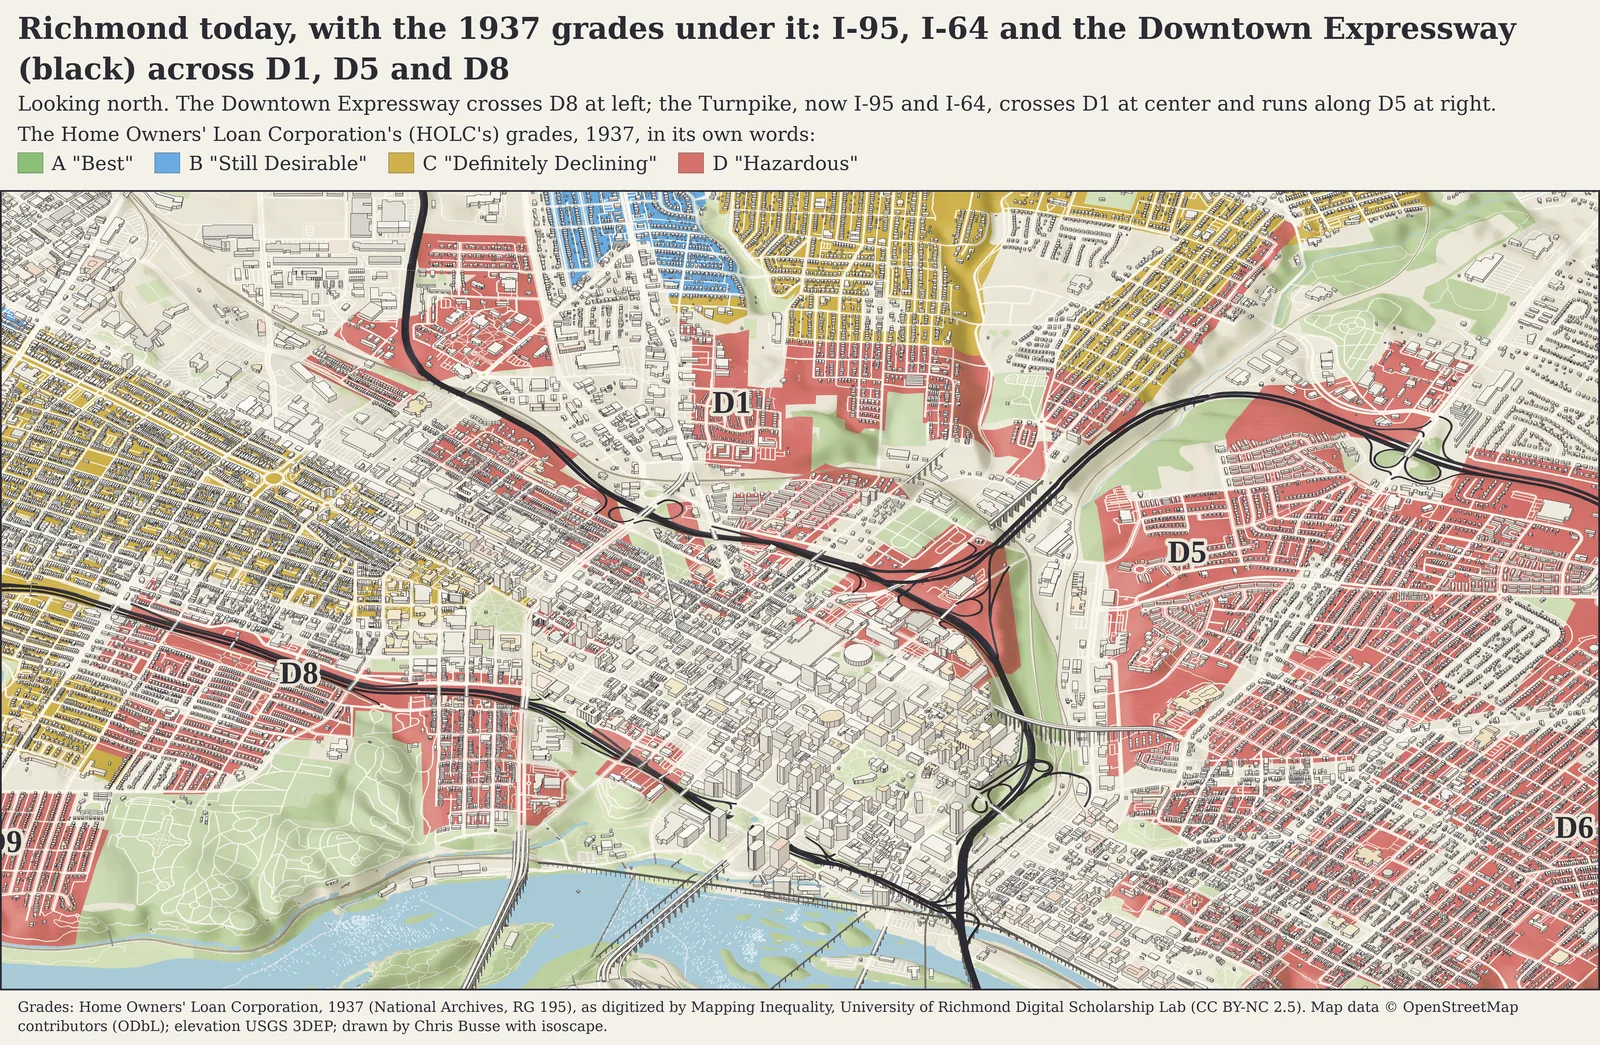 Richmond today, with the 1937 grades under it: I-95, I-64 and the Downtown Expressway
(black) across D1, D5 and D8
Looking north. The Downtown Expressway crosses D8 at left; the Turnpike, now I-95 and I-64, crosses D1 at center and runs along D5 at right.
The Home Owners' Loan Corporation's (HOLC's) grades, 1937, in its own words:
A "Best" B "Still Desirable" C "Definitely Declining" D "Hazardous"
D1
D5
D8
D6
D9
Grades: Home Owners' Loan Corporation, 1937 (National Archives, RG 195), as digitized by Mapping Inequality, University of Richmond Digital Scholarship Lab (CC BY-NC 2.5). Map data © OpenStreetMap
contributors (ODbL); elevation USGS 3DEP; drawn by Chris Busse with isoscape.